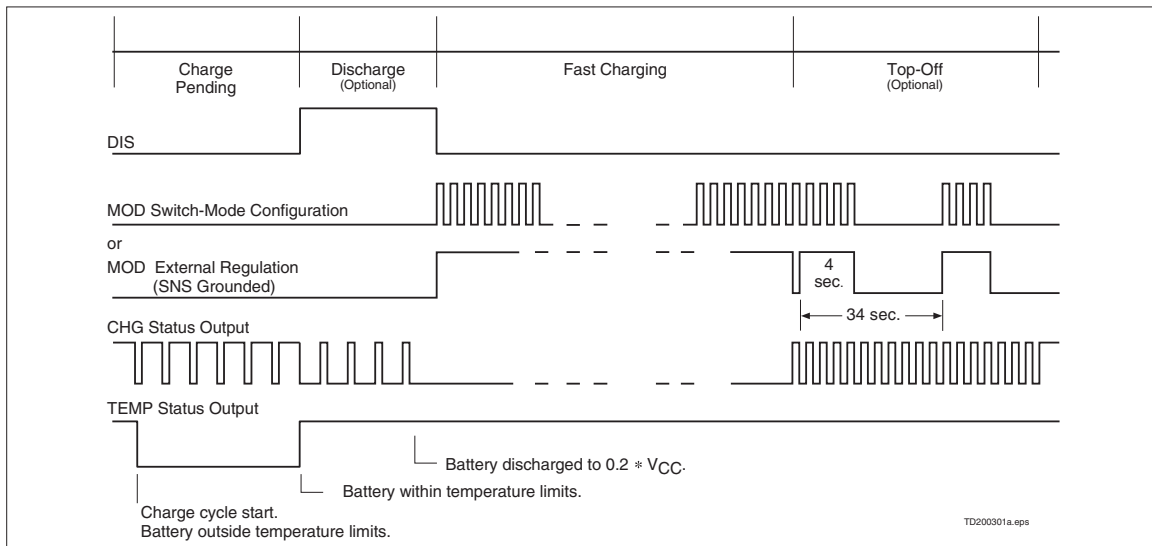 Charge
Pending
Discharge
(Optional)
Fast Charging
Top-Off
(Optional)
DIS
MOD Switch-Mode Configuration
or
MOD External Regulation
(SNS Grounded)
4
sec.
34 sec.
CHG Status Output
TEMP Status Output
Battery discharged to 0.2 * VCC.
Battery within temperature limits.
Charge cycle start.
Battery outside temperature limits.
TD200301a.eps